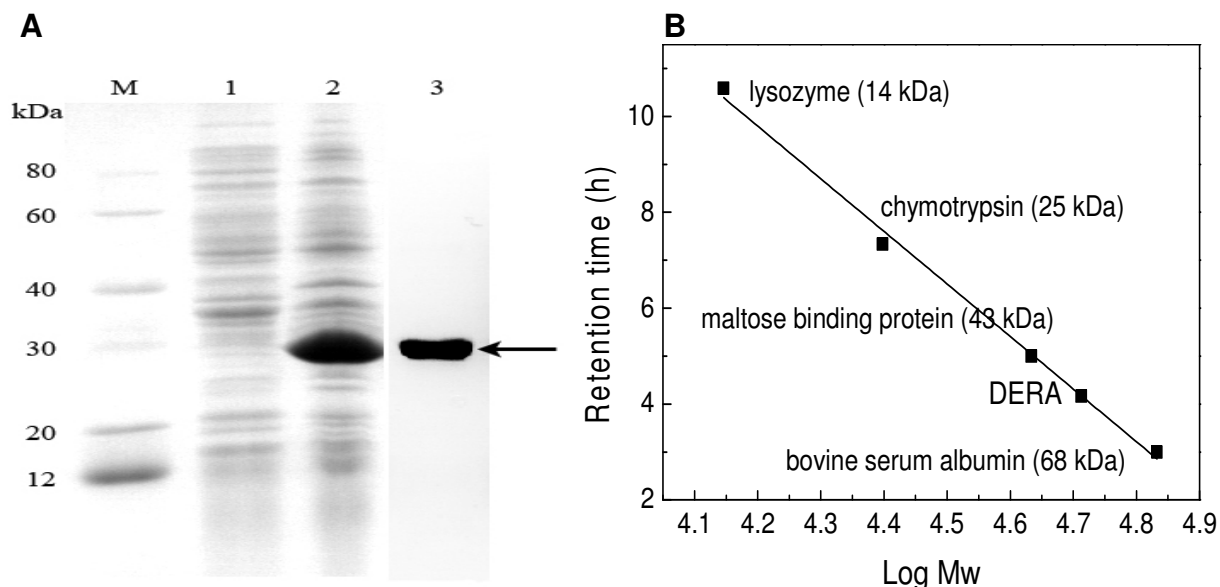 A
M 1 2 3
kDa
80
60
40
30
20
12
B
Retention time (h)
10
8
6
4
2
lysozyme (14 kDa)
chymotrypsin (25 kDa)
maltose binding protein (43 kDa)
DERA
bovine serum albumin (68 kDa)
4.1 4.2 4.3 4.4 4.5 4.6 4.7 4.8 4.9
Log Mw